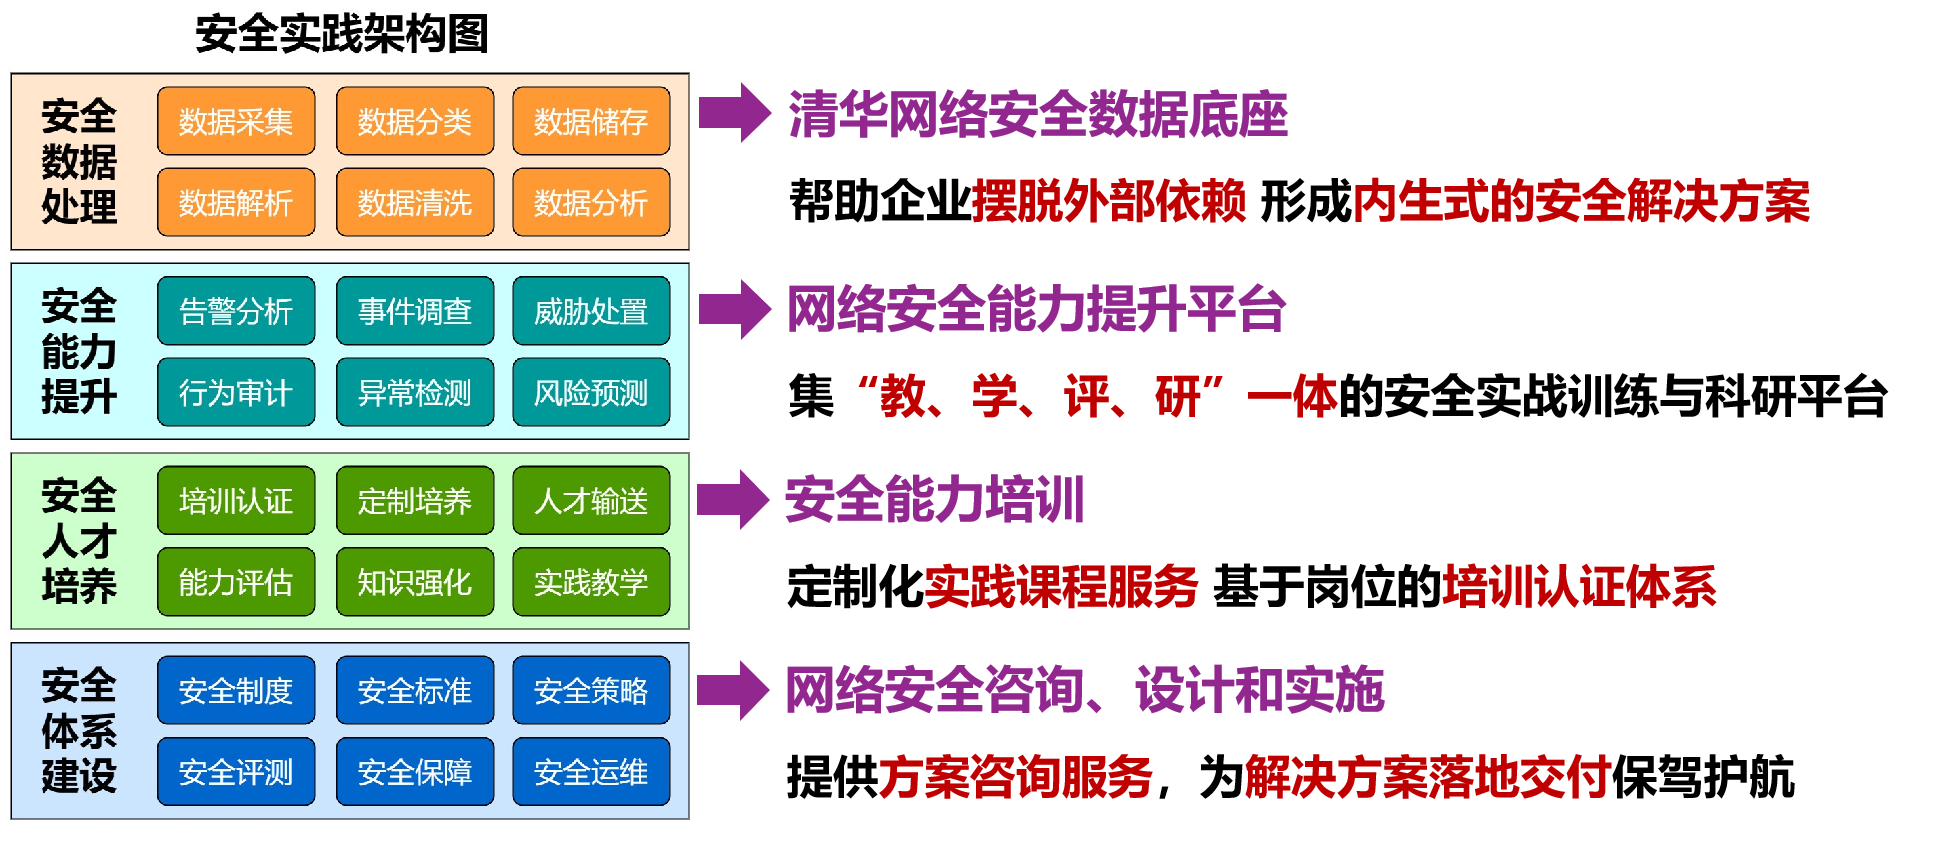 安全实践架构图
安全
数据
处理
数据采集 数据分类 数据储存
数据解析 数据清洗 数据分析
清华网络安全数据底座
帮助企业摆脱外部依赖 形成内生式的安全解决方案
安全
能力
提升
告警分析 事件调查 威胁处置
行为审计 异常检测 风险预测
网络安全能力提升平台
集“教、学、评、研”一体的安全实战训练与科研平台
安全
人才
培养
培训认证 定制培养 人才输送
能力评估 知识强化 实践教学
安全能力培训
定制化实践课程服务 基于岗位的培训认证体系
安全
体系
建设
安全制度 安全标准 安全策略
安全评测 安全保障 安全运维
网络安全咨询、设计和实施
提供方案咨询服务，为解决方案落地交付保驾护航